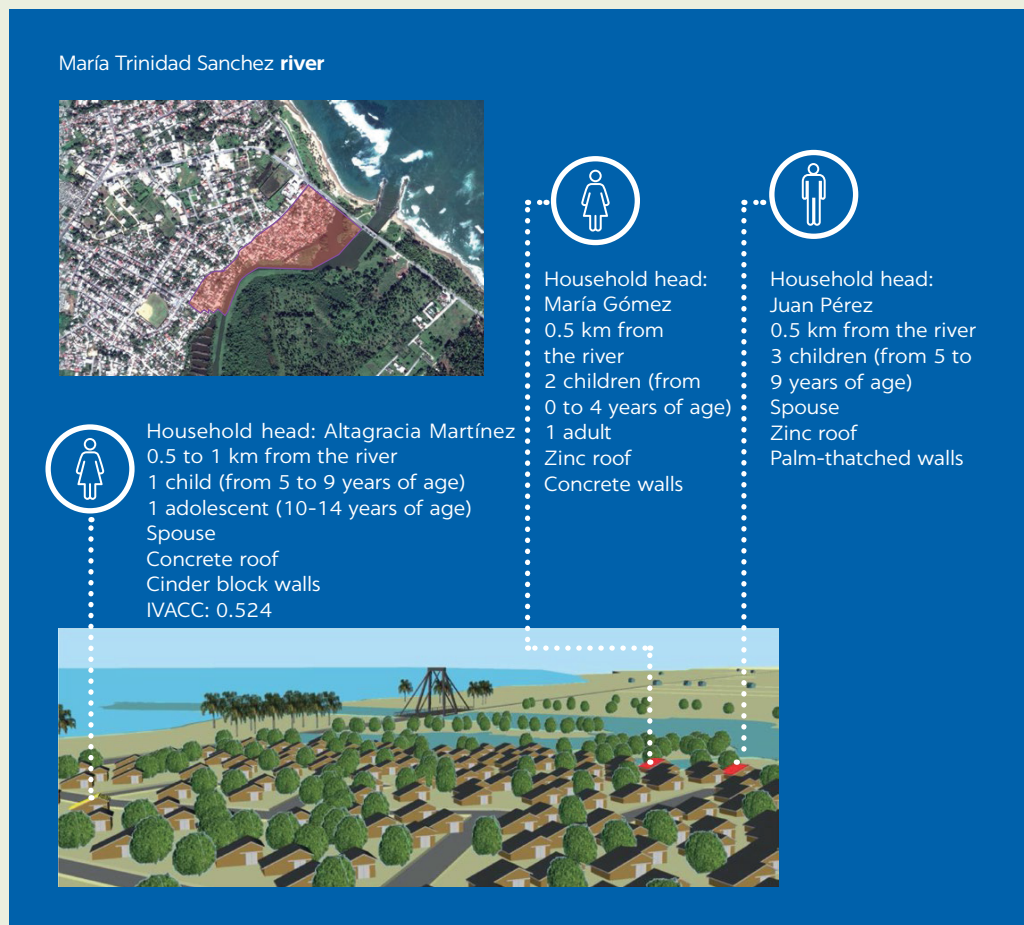 María Trinidad Sanchez river
Household head:
María Gómez
0.5 km from
the river
2 children (from
0 to 4 years of age)
1 adult
Zinc roof
Concrete walls
Household head:
Juan Pérez
0.5 km from the river
3 children (from 5 to
9 years of age)
Spouse
Zinc roof
Palm-thatched walls
Household head: Altagracia Martínez
0.5 to 1 km from the river
1 child (from 5 to 9 years of age)
1 adolescent (10-14 years of age)
Spouse
Concrete roof
Cinder block walls
IVACC: 0.524